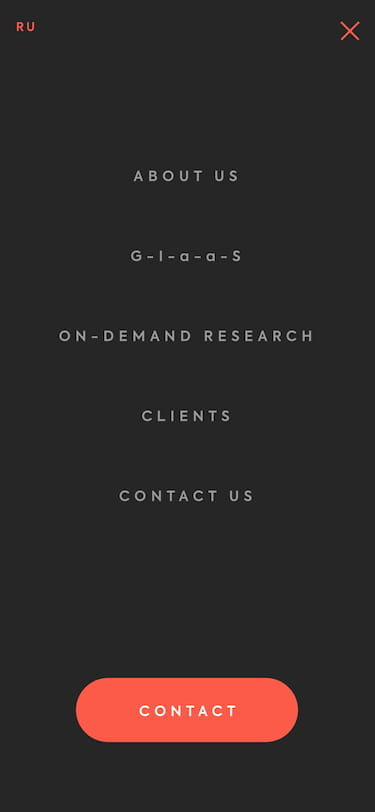 RU
ABOUT US
G-I-a-a-S
ON-DEMAND RESEARCH
CLIENTS
CONTACT US
CONTACT